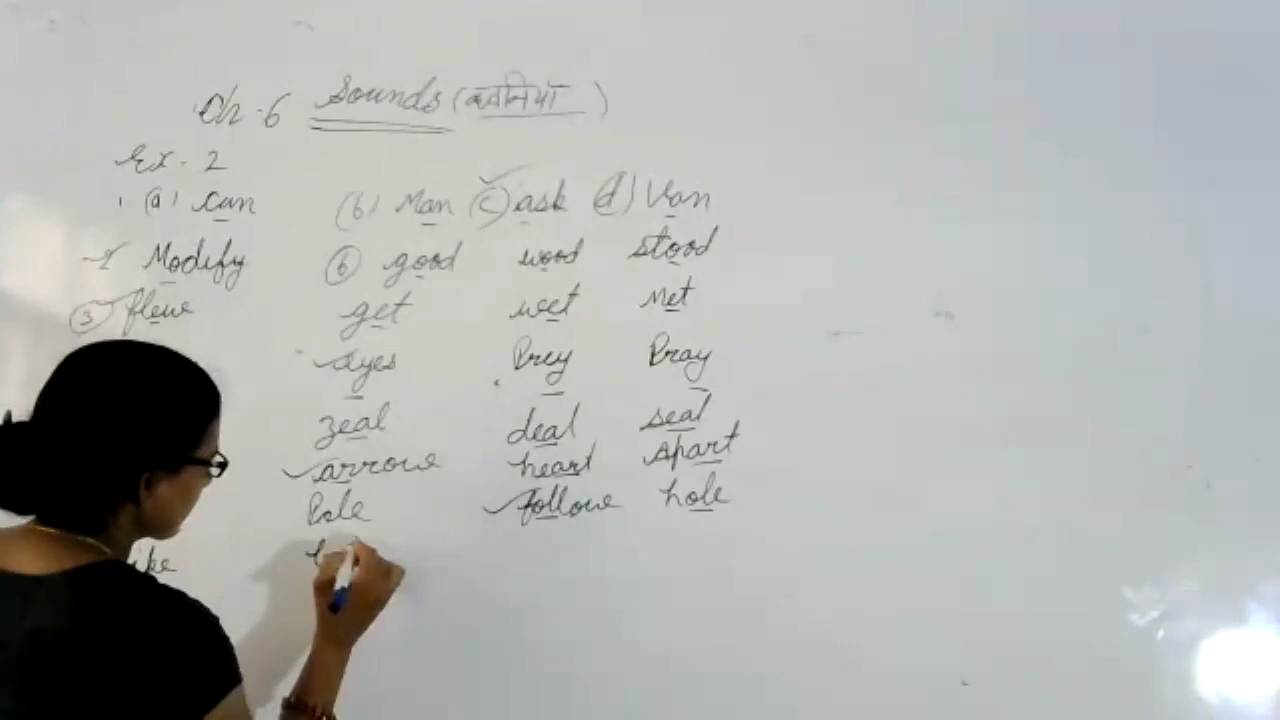 Ch-6 Sounds (ध्वनियाँ)
Ex-2
1 (a) can (b) Man (c) ask (d) Van
2 Modify (b) good wood stood
(3) flew get wet Met
eyes Prey Pray
zeal deal seal
arrow heart Apart
Pole follow hole